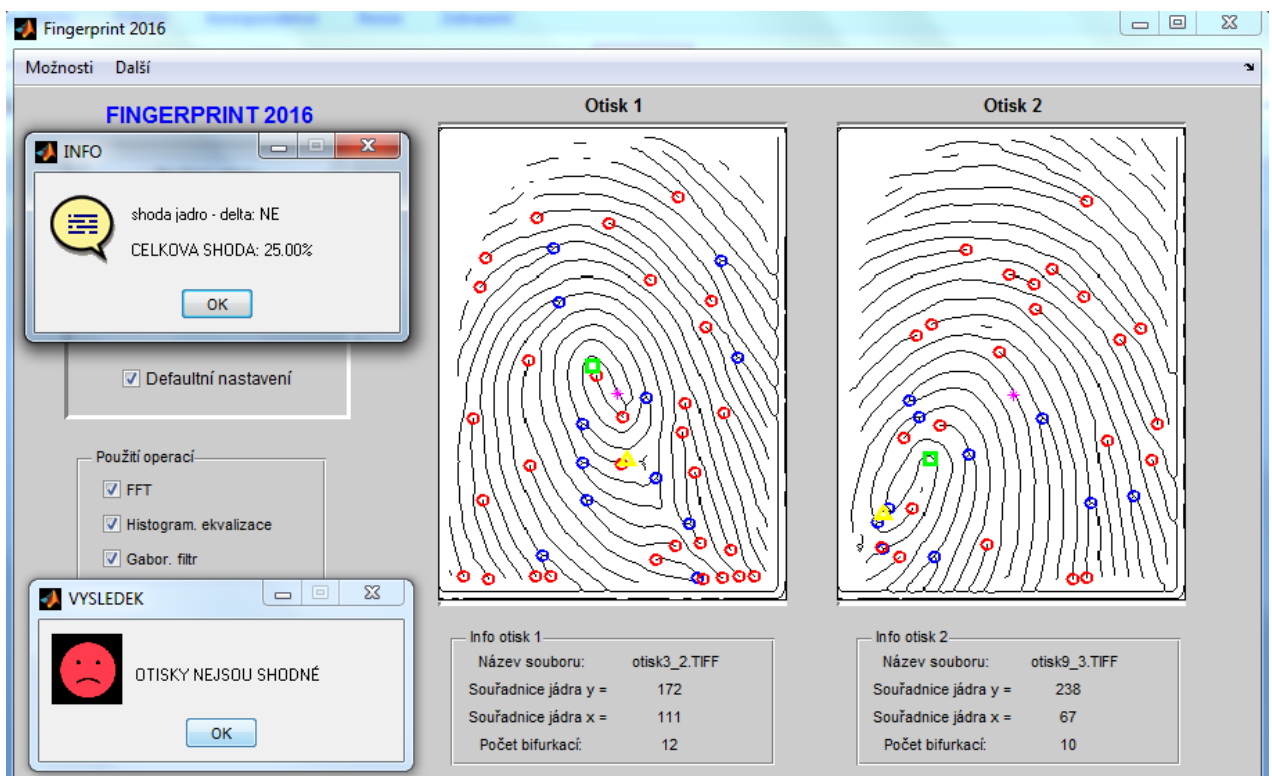 Fingerprint 2016
Možnosti Další
FINGERPRINT 2016
INFO
shoda jadro - delta: NE
CELKOVA SHODA: 25.00%
OK
Defaultní nastavení
Použití operací
FFT
Histogram. ekvalizace
Gabor. filtr
VYSLEDEK
OTISKY NEJSOU SHODNÉ
OK
Otisk 1
Otisk 2
Info otisk 1
Název souboru: otisk3_2.TIFF
Souřadnice jádra y = 172
Souřadnice jádra x = 111
Počet bifurkací: 12
Info otisk 2
Název souboru: otisk9_3.TIFF
Souřadnice jádra y = 238
Souřadnice jádra x = 67
Počet bifurkací: 10